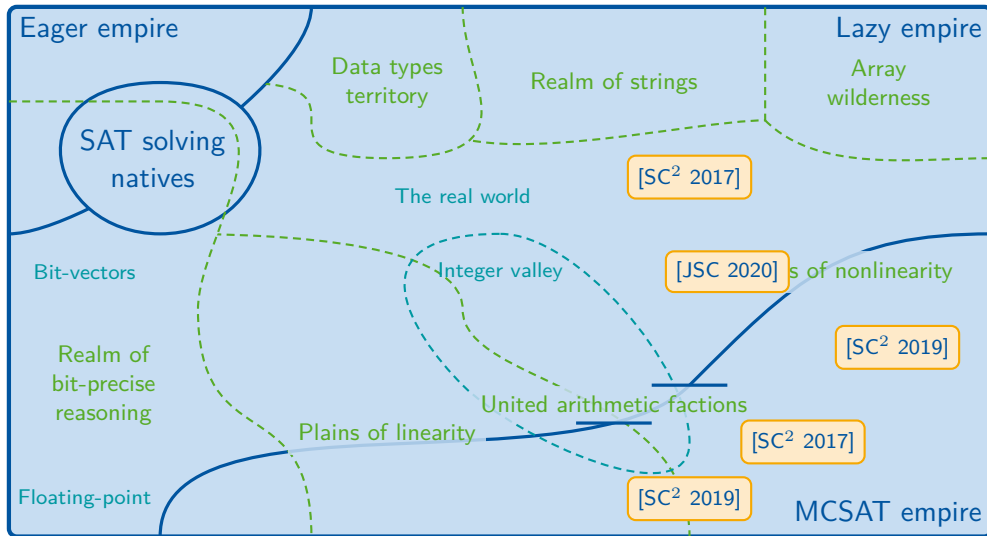 Eager empire
Lazy empire
Data types
territory
Realm of strings
Array
wilderness
SAT solving
natives
[SC² 2017]
The real world
Bit-vectors
Integer valley
[JSC 2020]
s of nonlinearity
[SC² 2019]
Realm of
bit-precise
reasoning
United arithmetic factions
Plains of linearity
[SC² 2017]
Floating-point
[SC² 2019]
MCSAT empire